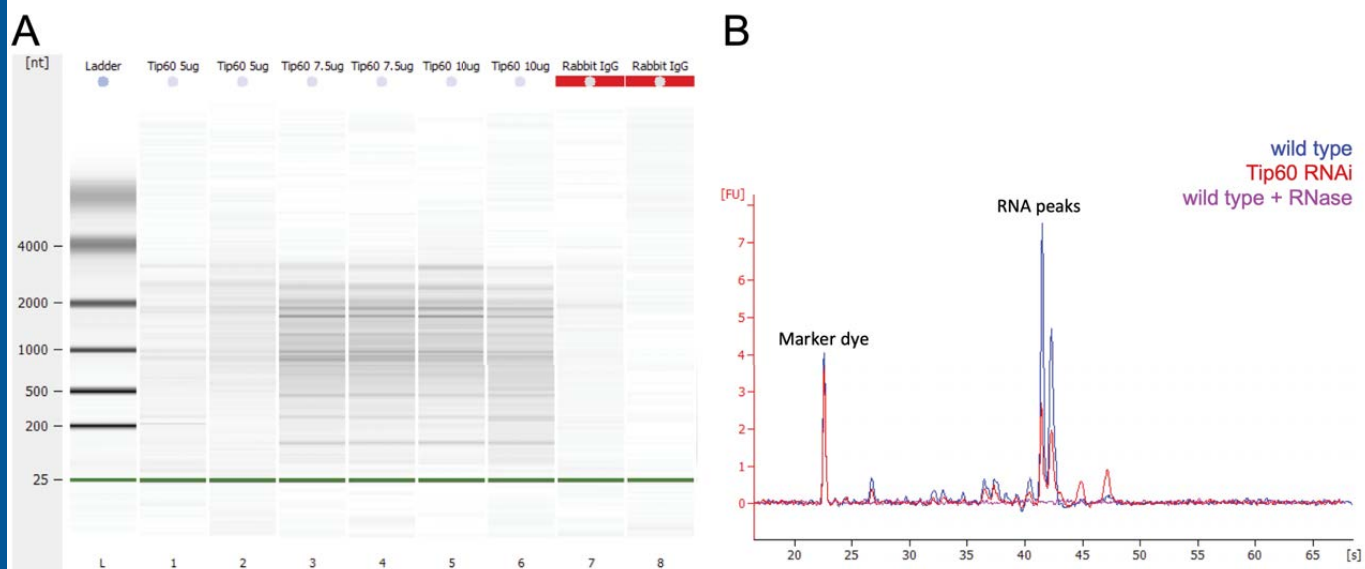 A
[nt]
Ladder
Tip60 5ug
Tip60 5ug
Tip60 7.5ug
Tip60 7.5ug
Tip60 10ug
Tip60 10ug
Rabbit IgG
Rabbit IgG
4000
2000
1000
500
200
25
L
1
2
3
4
5
6
7
8
B
wild type
Tip60 RNAi
wild type + RNase
[FU]
RNA peaks
Marker dye
7
6
5
4
3
2
1
0
20
25
30
35
40
45
50
55
60
65
[s]